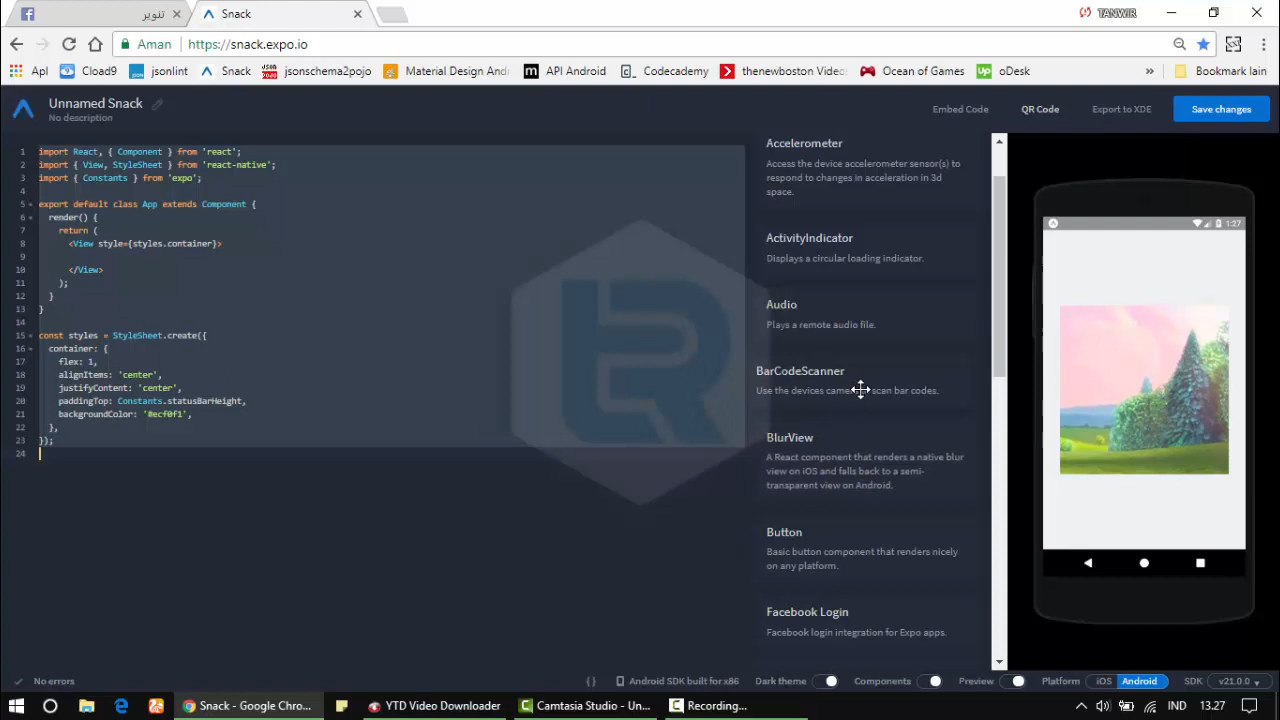 تنوير
Snack
TANWIR
Aman
https://snack.expo.io
Apl
Cload9
jsonlint
Snack
jsonschema2pojo
Material Design And
API Android
Codecademy
thenewboston Videos
Ocean of Games
oDesk
»
Bookmark lain
Unnamed Snack
No description
Embed Code
QR Code
Export to XDE
Save changes
1 import React, { Component } from 'react';
2 import { View, StyleSheet } from 'react-native';
3 import { Constants } from 'expo';
4
5 export default class App extends Component {
6 render() {
7 return (
8 <View style={styles.container}>
9
10 </View>
11 );
12 }
13 }
14
15 const styles = StyleSheet.create({
16 container: {
17 flex: 1,
18 alignItems: 'center',
19 justifyContent: 'center',
20 paddingTop: Constants.statusBarHeight,
21 backgroundColor: '#ecf0f1',
22 },
23 });
24
Accelerometer
Access the device accelerometer sensor(s) to
respond to changes in acceleration in 3d
space.
ActivityIndicator
Displays a circular loading indicator.
Audio
Plays a remote audio file.
BarCodeScanner
Use the devices camera scan bar codes.
BlurView
A React component that renders a native blur
view on iOS and falls back to a semi-
transparent view on Android.
Button
Basic button component that renders nicely
on any platform.
Facebook Login
Facebook login integration for Expo apps.
1:27
No errors
{}
Android SDK built for x86
Dark theme
Components
Preview
Platform
iOS
Android
SDK
v21.0.0
Snack - Google Chro...
YTD Video Downloader
Camtasia Studio - Un...
Recording...
IND
13.27